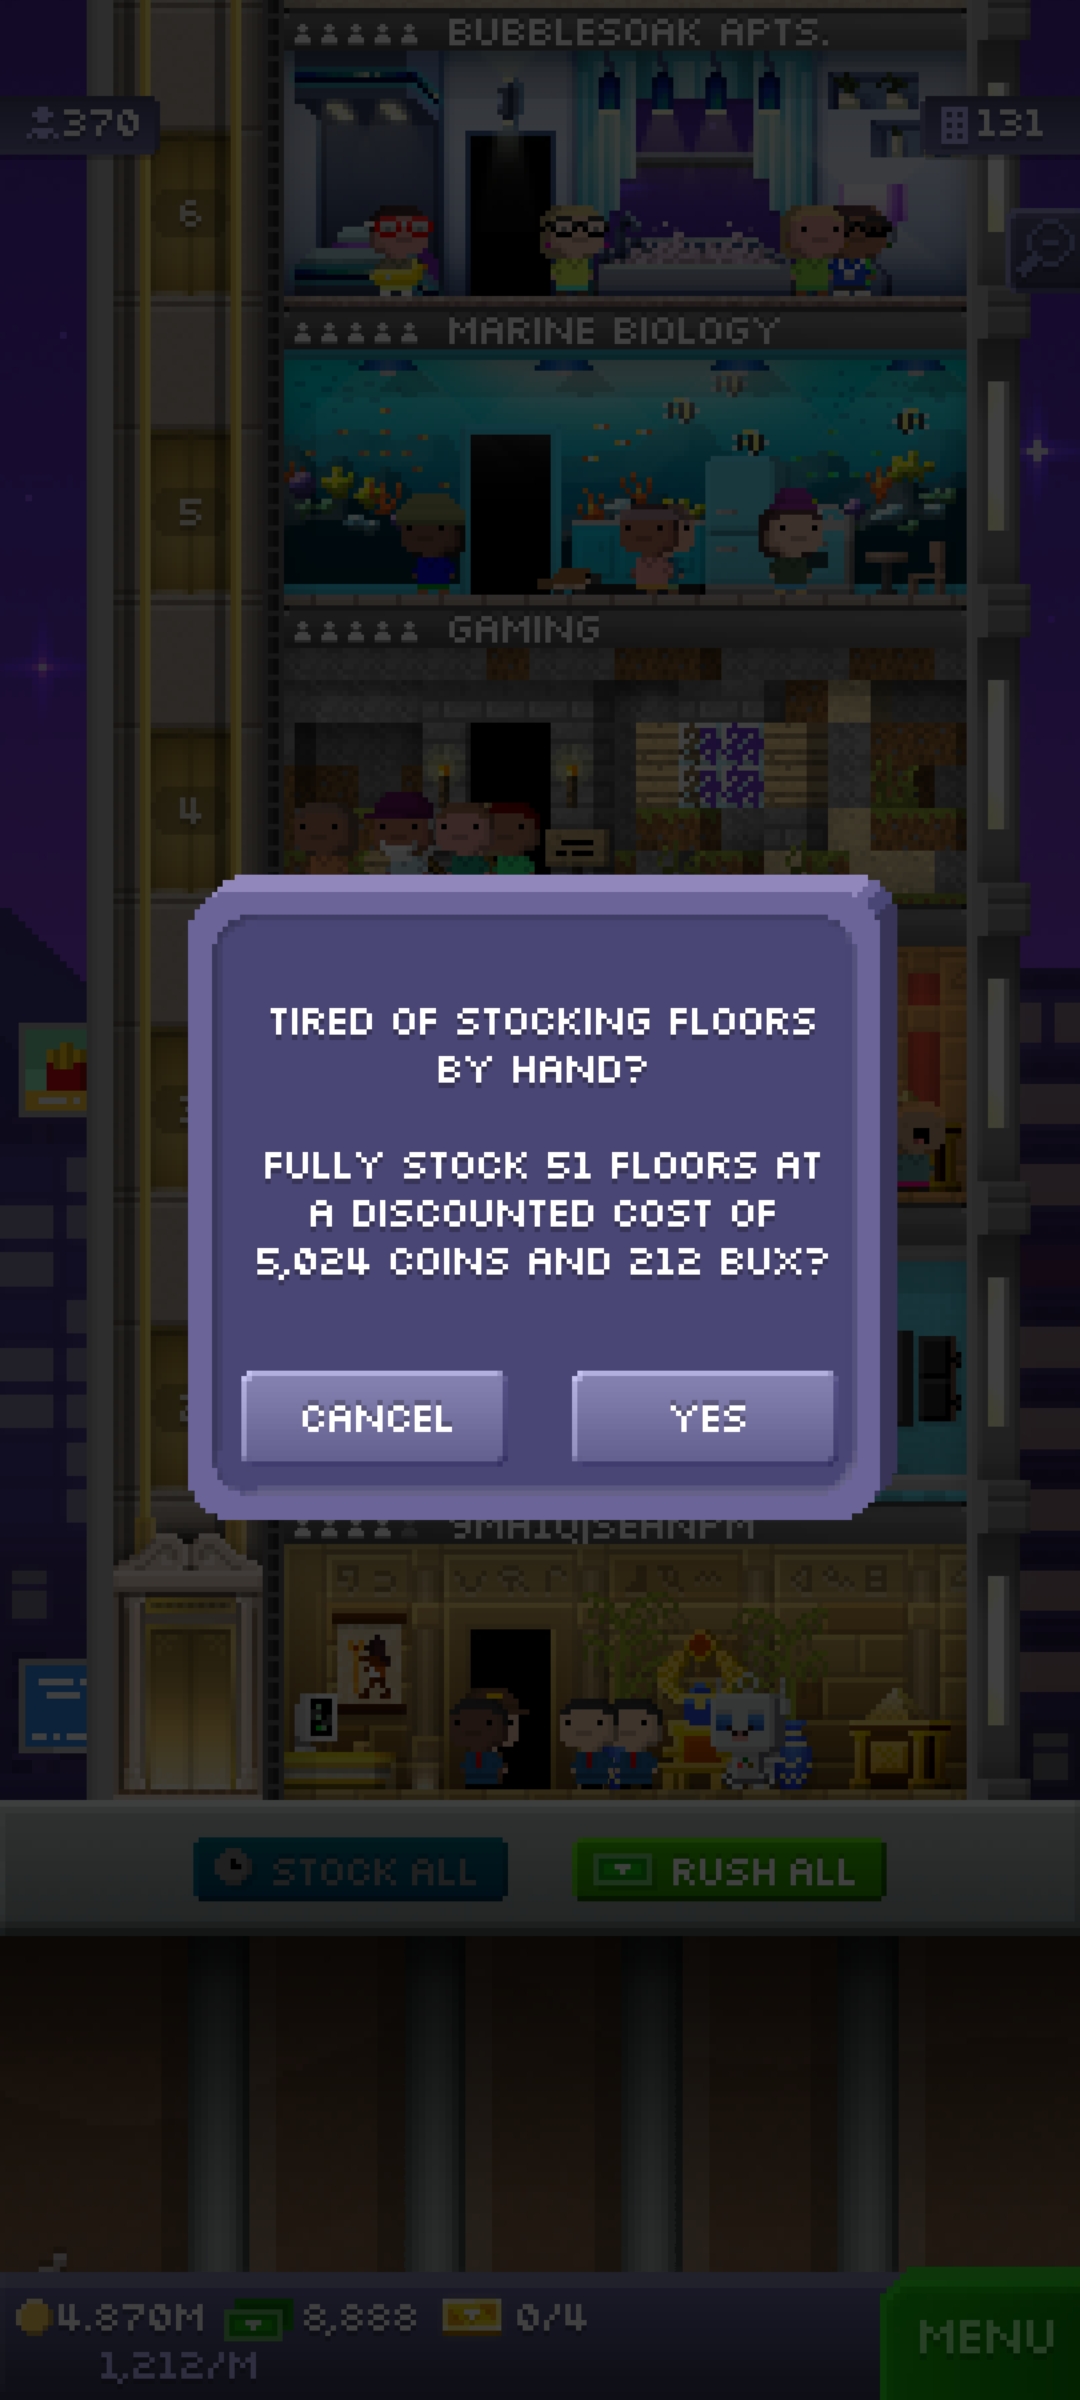 BUBBLESOAK APTS.
370
131
6
MARINE BIOLOGY
5
GAMING
4
TIRED OF STOCKING FLOORS
BY HAND?
FULLY STOCK 51 FLOORS AT
A DISCOUNTED COST OF
5,024 COINS AND 212 BUX?
CANCEL
YES
STOCK ALL
RUSH ALL
4.870M
8,888
0/4
1,212/M
MENU